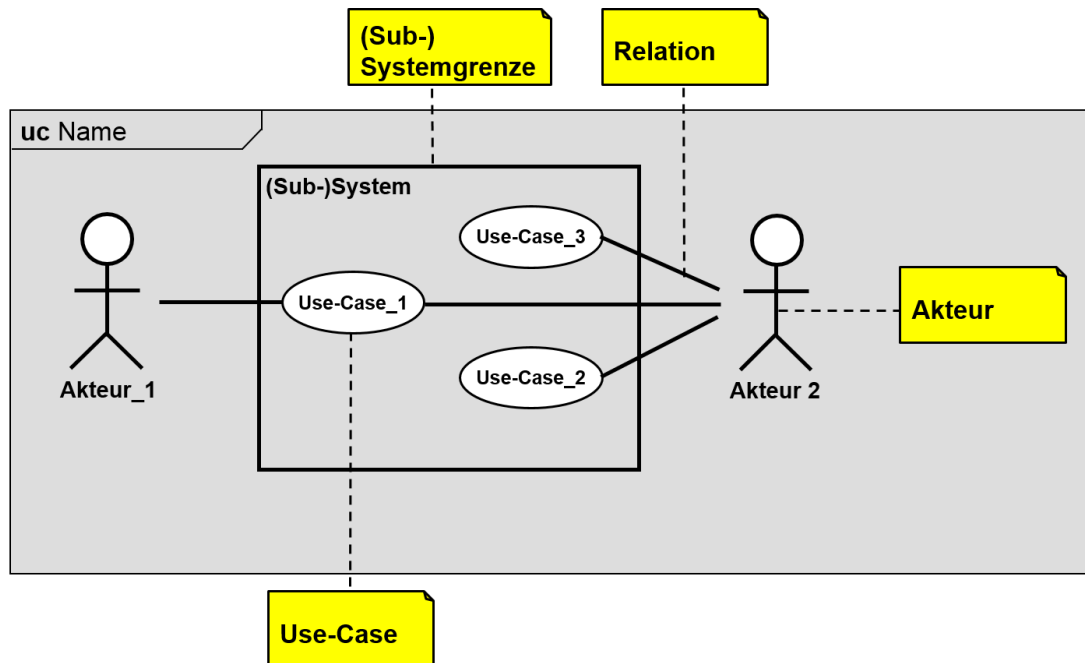 (Sub-)
Systemgrenze
Relation
uc Name
(Sub-)System
Use-Case_3
Use-Case_1
Akteur
Use-Case_2
Akteur_1
Akteur 2
Use-Case